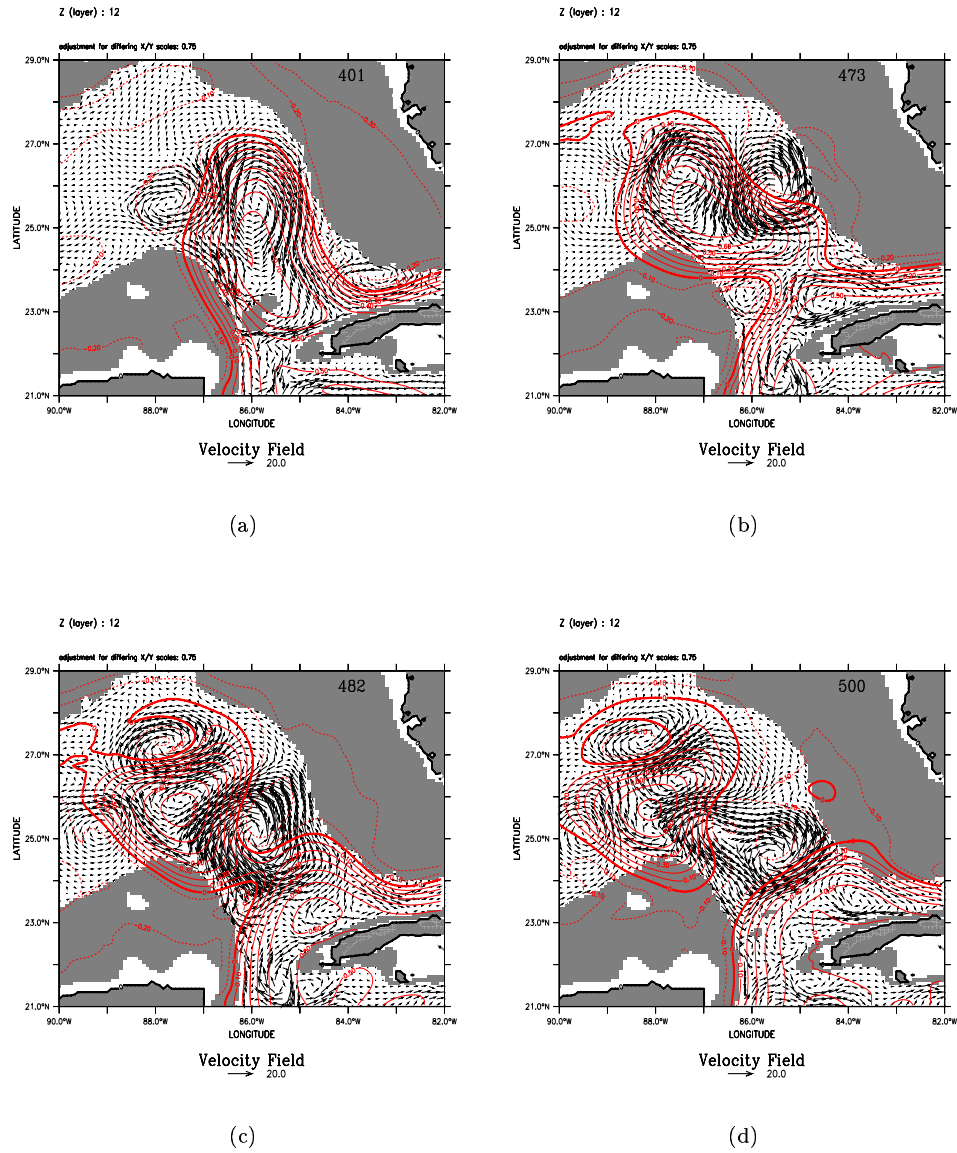 Z (layer) : 12
adjustment for differing X/Y scales: 0.75
401
29.0°N
27.0°N
25.0°N
23.0°N
21.0°N
LATITUDE
90.0°W 88.0°W 86.0°W 84.0°W 82.0°W
LONGITUDE
Velocity Field
20.0
(a)
Z (layer) : 12
adjustment for differing X/Y scales: 0.75
473
29.0°N
27.0°N
25.0°N
23.0°N
21.0°N
LATITUDE
90.0°W 88.0°W 86.0°W 84.0°W 82.0°W
LONGITUDE
Velocity Field
20.0
(b)
Z (layer) : 12
adjustment for differing X/Y scales: 0.75
482
29.0°N
27.0°N
25.0°N
23.0°N
21.0°N
LATITUDE
90.0°W 88.0°W 86.0°W 84.0°W 82.0°W
LONGITUDE
Velocity Field
20.0
(c)
Z (layer) : 12
adjustment for differing X/Y scales: 0.75
500
29.0°N
27.0°N
25.0°N
23.0°N
21.0°N
LATITUDE
90.0°W 88.0°W 86.0°W 84.0°W 82.0°W
LONGITUDE
Velocity Field
20.0
(d)